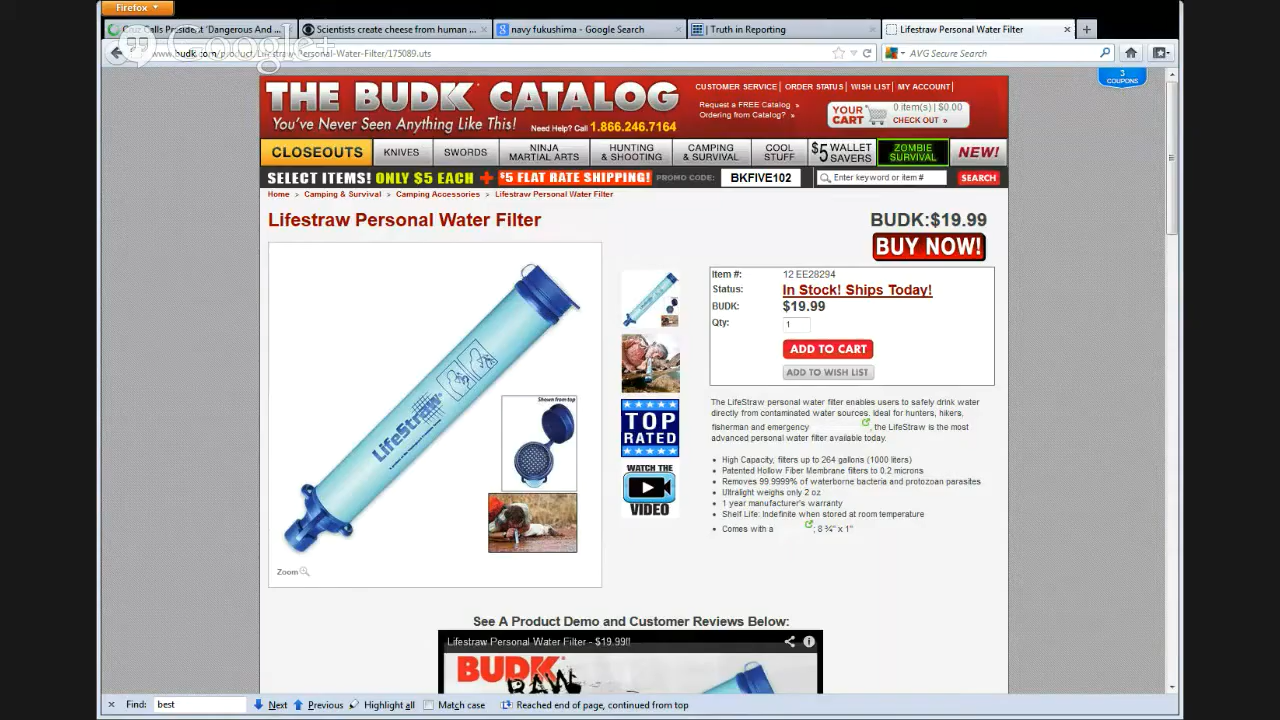 Firefox
Cruz Calls President 'Dangerous And ...
Scientists create cheese from human ...
navy fukushima - Google Search
Truth in Reporting
Lifestraw Personal Water Filter
Google+
AVG Secure Search
3
COUPONS
THE BUDK CATALOG
You've Never Seen Anything Like This!
Need Help? Call 1.866.246.7164
CUSTOMER SERVICE | ORDER STATUS | WISH LIST | MY ACCOUNT |
Request a FREE Catalog »
Ordering from Catalog? »
YOUR CART
0 item(s) | $0.00
CHECK OUT »
CLOSEOUTS
KNIVES
SWORDS
NINJA MARTIAL ARTS
HUNTING & SHOOTING
CAMPING & SURVIVAL
COOL STUFF
$5 WALLET SAVERS
ZOMBIE SURVIVAL
NEW!
SELECT ITEMS! ONLY $5 EACH + $5 FLAT RATE SHIPPING! PROMO CODE: BKFIVE102
Enter keyword or item #
SEARCH
Home » Camping & Survival » Camping Accessories » Lifestraw Personal Water Filter
Lifestraw Personal Water Filter
BUDK:$19.99
BUY NOW!
LifeStraw
Shown from top
Zoom
TOP RATED
WATCH THE
VIDEO
Item #: 12 EE28294
Status: In Stock! Ships Today!
BUDK: $19.99
Qty: 1
ADD TO CART
ADD TO WISH LIST
The LifeStraw personal water filter enables users to safely drink water
directly from contaminated water sources. Ideal for hunters, hikers,
fisherman and emergency , the LifeStraw is the most
advanced personal water filter available today.
High Capacity, filters up to 264 gallons (1000 liters)
Patented Hollow Fiber Membrane filters to 0.2 microns
Removes 99.9999% of waterborne bacteria and protozoan parasites
Ultralight weighs only 2 oz
1 year manufacturer's warranty
Shelf Life: Indefinite when stored at room temperature
Comes with a ; 8 ¾" x 1"
See A Product Demo and Customer Reviews Below:
Lifestraw Personal Water Filter - $19.99!!
BUDK
RAW
Find: best
Next
Previous
Highlight all
Match case
Reached end of page, continued from top